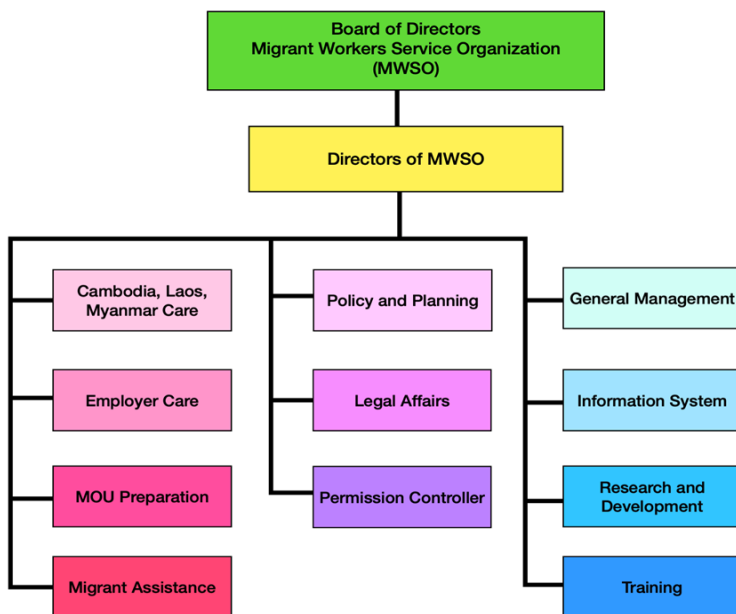 Board of Directors
Migrant Workers Service Organization
(MWSO)
Directors of MWSO
Cambodia, Laos,
Myanmar Care
Policy and Planning
General Management
Employer Care
Legal Affairs
Information System
MOU Preparation
Permission Controller
Research and
Development
Migrant Assistance
Training